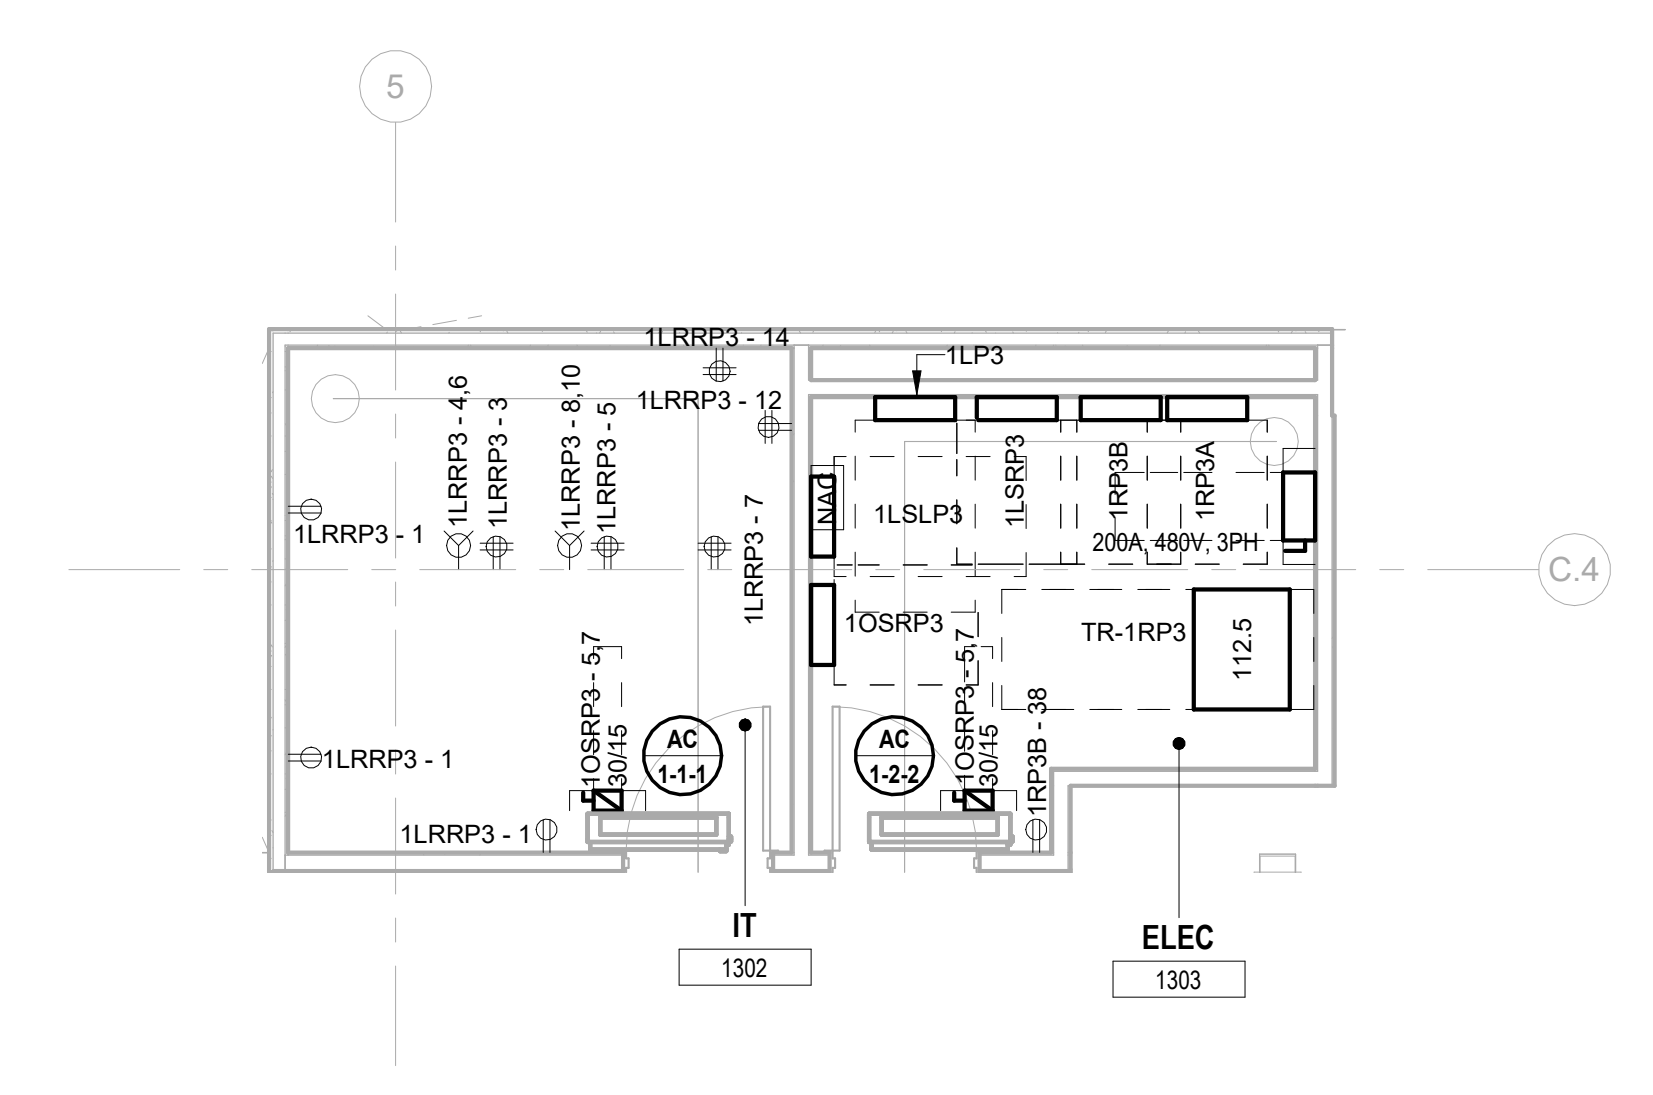 5
1LRRP3 - 14
1LP3
1LRRP3 - 12
1LRRP3 - 4,6
1LRRP3 - 3
1LRRP3 - 8,10
1LRRP3 - 5
1LRRP3 - 7
1LRRP3 - 1
NAC
1LSLP3
1LSRP3
1RP3B
1RP3A
200A, 480V, 3PH
C.4
1OSRP3
TR-1RP3
112.5
1OSRP3 - 5,7
30/15
AC
1-1-1
AC
1-2-2
1OSRP3 - 5,7
30/15
1RP3B - 38
1LRRP3 - 1
1LRRP3 - 1
IT
1302
ELEC
1303